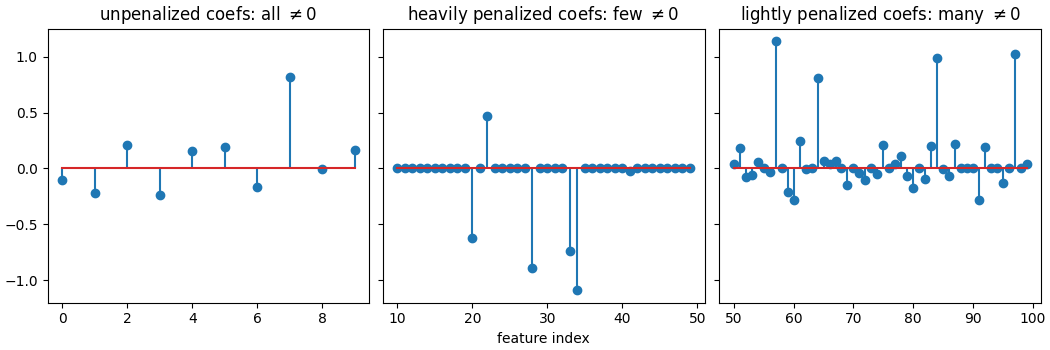 unpenalized coefs: all ≠0
heavily penalized coefs: few ≠0
lightly penalized coefs: many ≠0
1.0
0.5
0.0
−0.5
−1.0
0 2 4 6 8
10 20 30 40 50
50 60 70 80 90 100
feature index